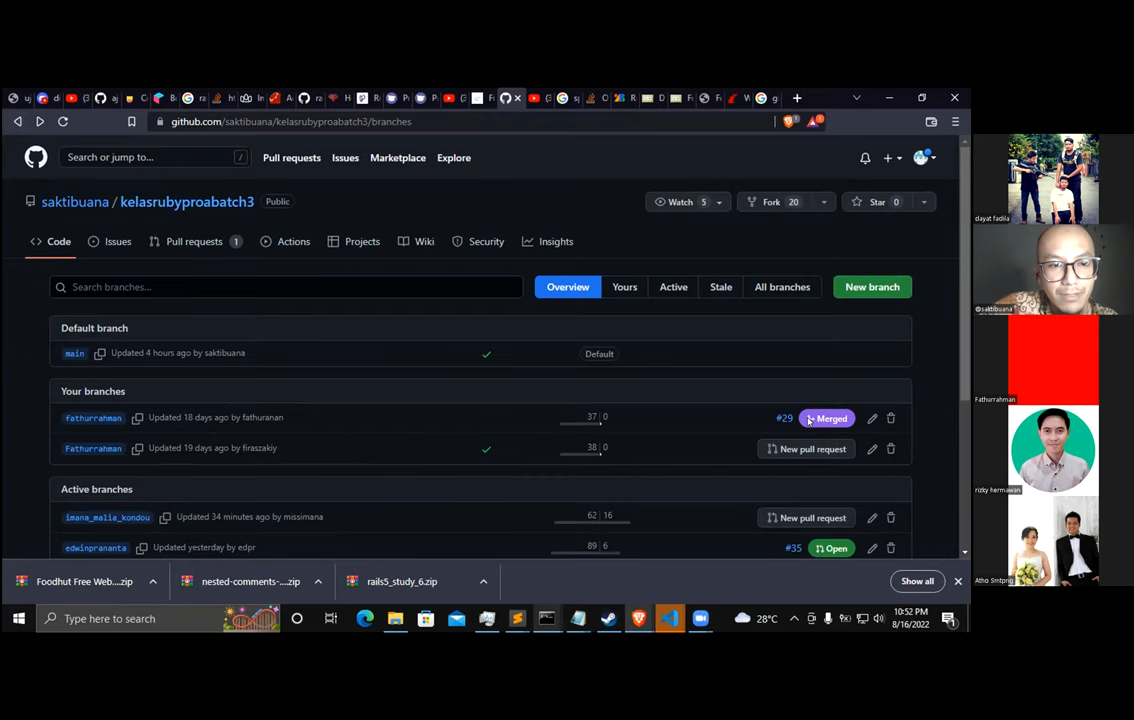 github.com/saktibuana/kelasrubyproabatch3/branches
Search or jump to...
/
Pull requests
Issues
Marketplace
Explore
saktibuana / kelasrubyproabatch3
Public
Watch 5
Fork 20
Star 0
Code
Issues
Pull requests 1
Actions
Projects
Wiki
Security
Insights
Search branches...
Overview
Yours
Active
Stale
All branches
New branch
Default branch
main Updated 4 hours ago by saktibuana
Default
Your branches
fathurrahman Updated 18 days ago by fathuranan
37 | 0
#29 Merged
Fathurrahman Updated 19 days ago by firaszakiy
38 | 0
New pull request
Active branches
imana_malia_kondou Updated 34 minutes ago by missimana
62 | 16
New pull request
edwinprananta Updated yesterday by edpr
89 | 6
#35 Open
Foodhut Free Web....zip
nested-comments-....zip
rails5_study_6.zip
Show all
Type here to search
28°C
10:52 PM
8/16/2022
dayat fadila
@saktibuana
Fathurrahman
rizky hermawan
Atho Smtprig